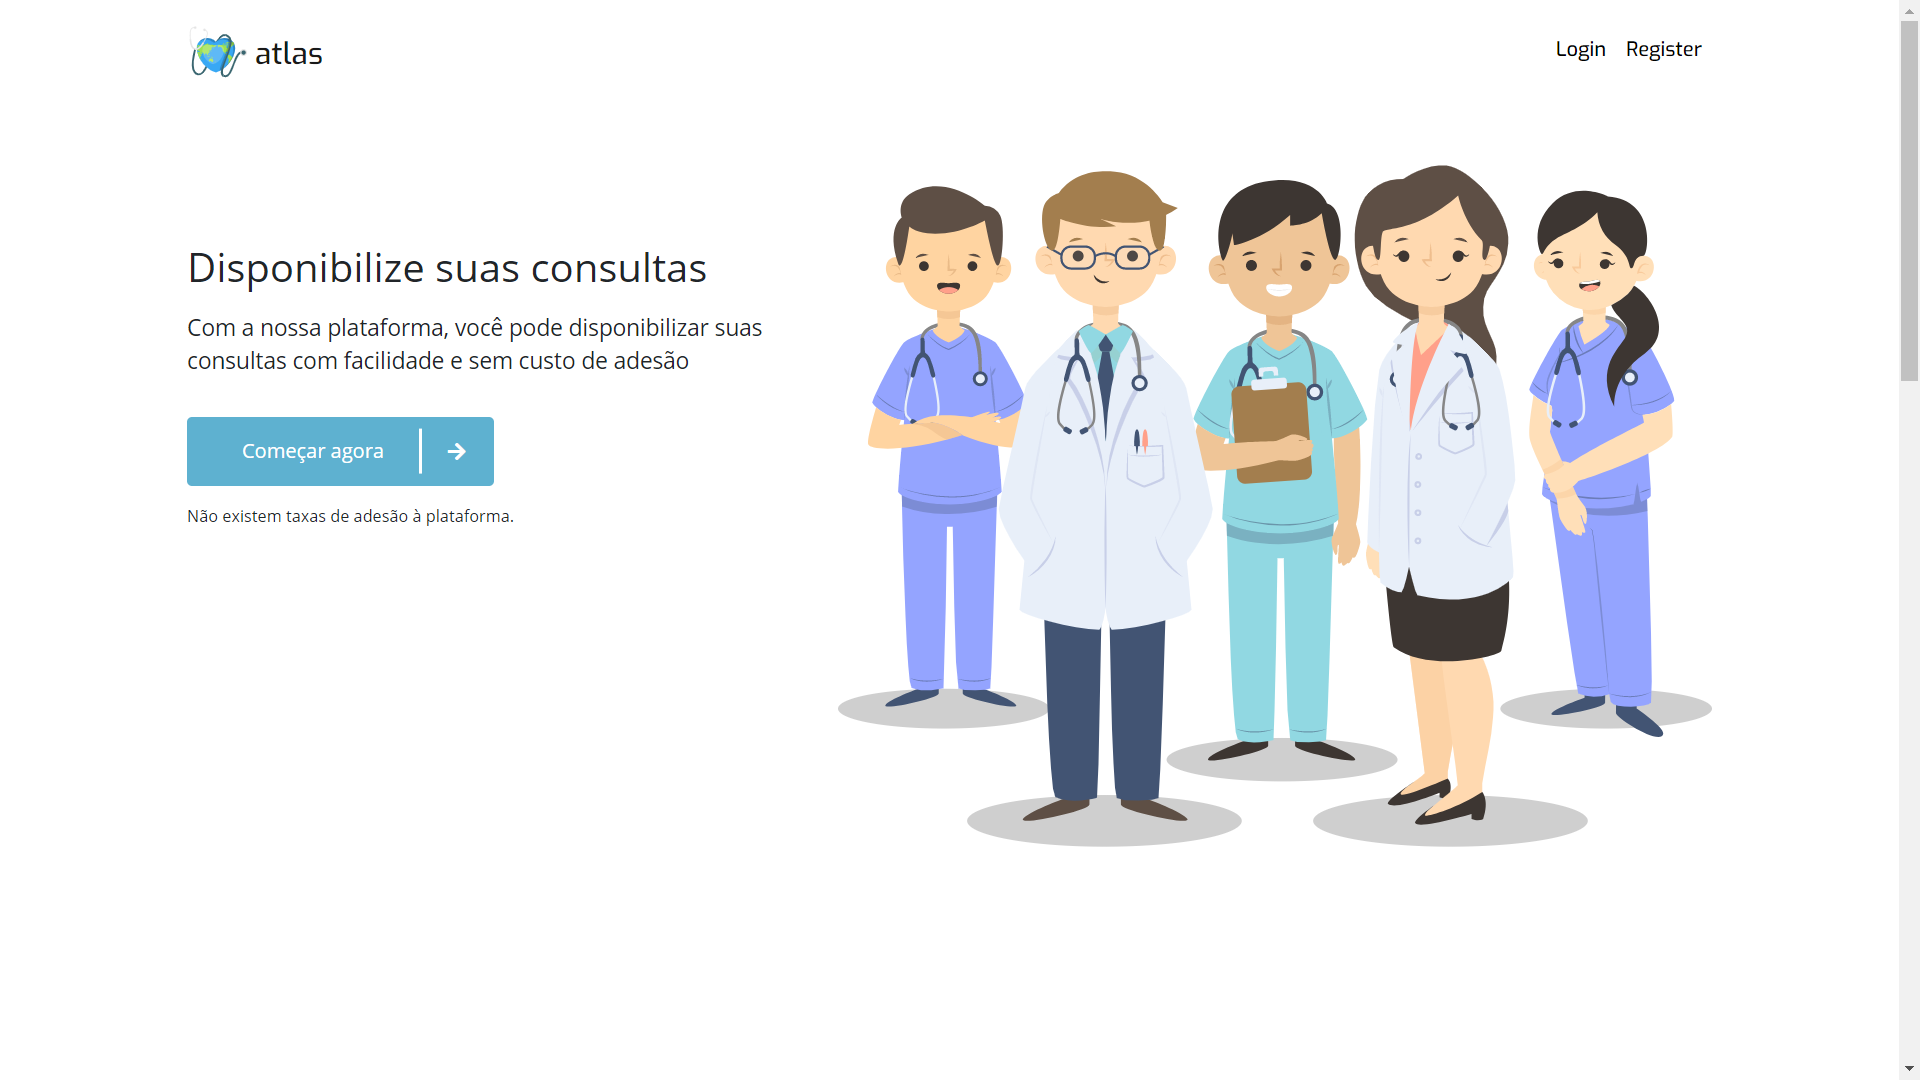 atlas
Login Register
Disponibilize suas consultas
Com a nossa plataforma, você pode disponibilizar suas
consultas com facilidade e sem custo de adesão
Começar agora
Não existem taxas de adesão à plataforma.